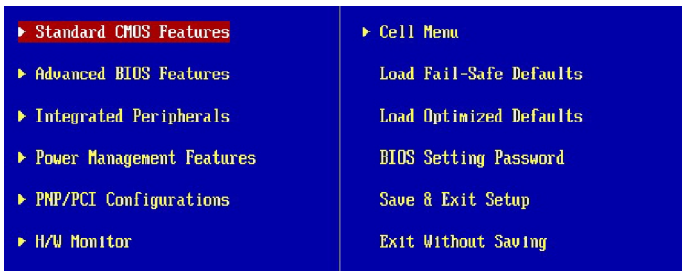 Standard CMOS Features
Advanced BIOS Features
Integrated Peripherals
Power Management Features
PNP/PCI Configurations
H/W Monitor
Cell Menu
Load Fail-Safe Defaults
Load Optimized Defaults
BIOS Setting Password
Save & Exit Setup
Exit Without Saving